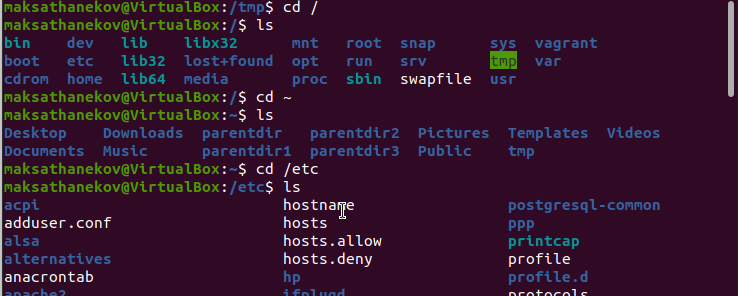 maksathanekov@VirtualBox:/tmp$ cd /
maksathanekov@VirtualBox:/$ ls
bin dev lib libx32 mnt root snap sys vagrant
boot etc lib32 lost+found opt run srv tmp var
cdrom home lib64 media proc sbin swapfile usr
maksathanekov@VirtualBox:/$ cd ~
maksathanekov@VirtualBox:~$ ls
Desktop Downloads parentdir parentdir2 Pictures Templates Videos
Documents Music parentdir1 parentdir3 Public tmp
maksathanekov@VirtualBox:~$ cd /etc
maksathanekov@VirtualBox:/etc$ ls
acpi hostname postgresql-common
adduser.conf hosts ppp
alsa hosts.allow printcap
alternatives hosts.deny profile
anacrontab hp profile.d
apache2 ifplugd protocols